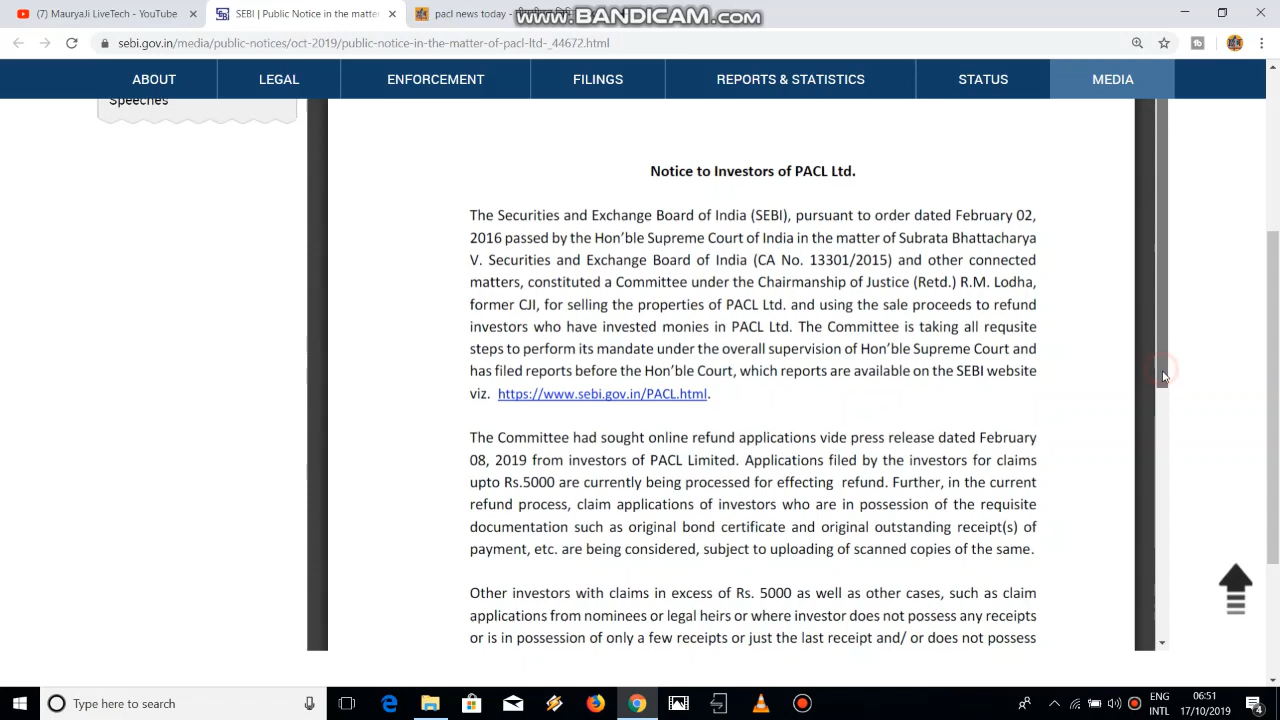 Mauryaji LiveTech - YouTube
SEBI | Public Notice in the matte
pacl news today -
www.BANDICAM.com
sebi.gov.in/media/public-notices/oct-2019/public-notice-in-the-matter-of-pacl-ltd-_44672.html
ABOUT LEGAL ENFORCEMENT FILINGS REPORTS & STATISTICS STATUS MEDIA
Speeches
Notice to Investors of PACL Ltd.
The Securities and Exchange Board of India (SEBI), pursuant to order dated February 02,
2016 passed by the Hon'ble Supreme Court of India in the matter of Subrata Bhattacharya
V. Securities and Exchange Board of India (CA No. 13301/2015) and other connected
matters, constituted a Committee under the Chairmanship of Justice (Retd.) R.M. Lodha,
former CJI, for selling the properties of PACL Ltd. and using the sale proceeds to refund
investors who have invested monies in PACL Ltd. The Committee is taking all requsite
steps to perform its mandate under the overall supervision of Hon'ble Supreme Court and
has filed reports before the Hon'ble Court, which reports are available on the SEBI website
viz. https://www.sebi.gov.in/PACL.html.
The Committee had sought online refund applications vide press release dated February
08, 2019 from investors of PACL Limited. Applications filed by the investors for claims
upto Rs.5000 are currently being processed for effecting refund. Further, in the current
refund process, claim applications of investors who are in possession of the requisite
documentation such as original bond certificate and original outstanding receipt(s) of
payment, etc. are being considered, subject to uploading of scanned copies of the same.
Other investors with claims in excess of Rs. 5000 as well as other cases, such as claim
applications from nominees or legal heirs or where investor does not possess any receipts
or is in possession of only a few receipts or just the last receipt and/ or does not possess
Type here to search
ENG
INTL
06:51
17/10/2019
4